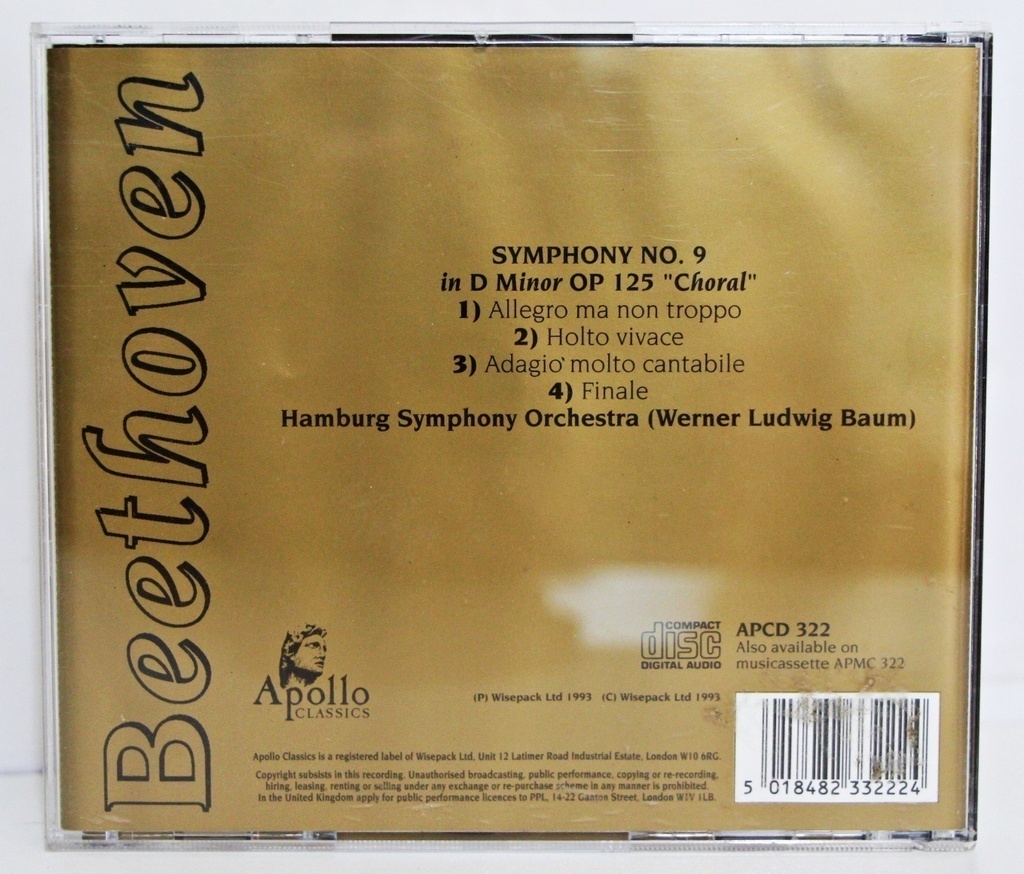 Beethoven
SYMPHONY NO. 9
in D Minor OP 125 "Choral"
1) Allegro ma non troppo
2) Holto vivace
3) Adagio molto cantabile
4) Finale
Hamburg Symphony Orchestra (Werner Ludwig Baum)
Apollo
CLASSICS
COMPACT
disc
DIGITAL AUDIO
APCD 322
Also available on
musicassette APMC 322
(P) Wisepack Ltd 1993 (C) Wisepack Ltd 1993
Apollo Classics is a registered label of Wisepack Ltd, Unit 12 Latimer Road Industrial Estate, London W10 6RG.
Copyright subsists in this recording. Unauthorised broadcasting, public performance, copying or re-recording,
hiring, leasing, renting or selling under any exchange or re-purchase scheme in any manner is prohibited.
In the United Kingdom apply for public performance licences to PPL, 14-22 Ganton Street, London W1V 1LB.
5 018482 332224